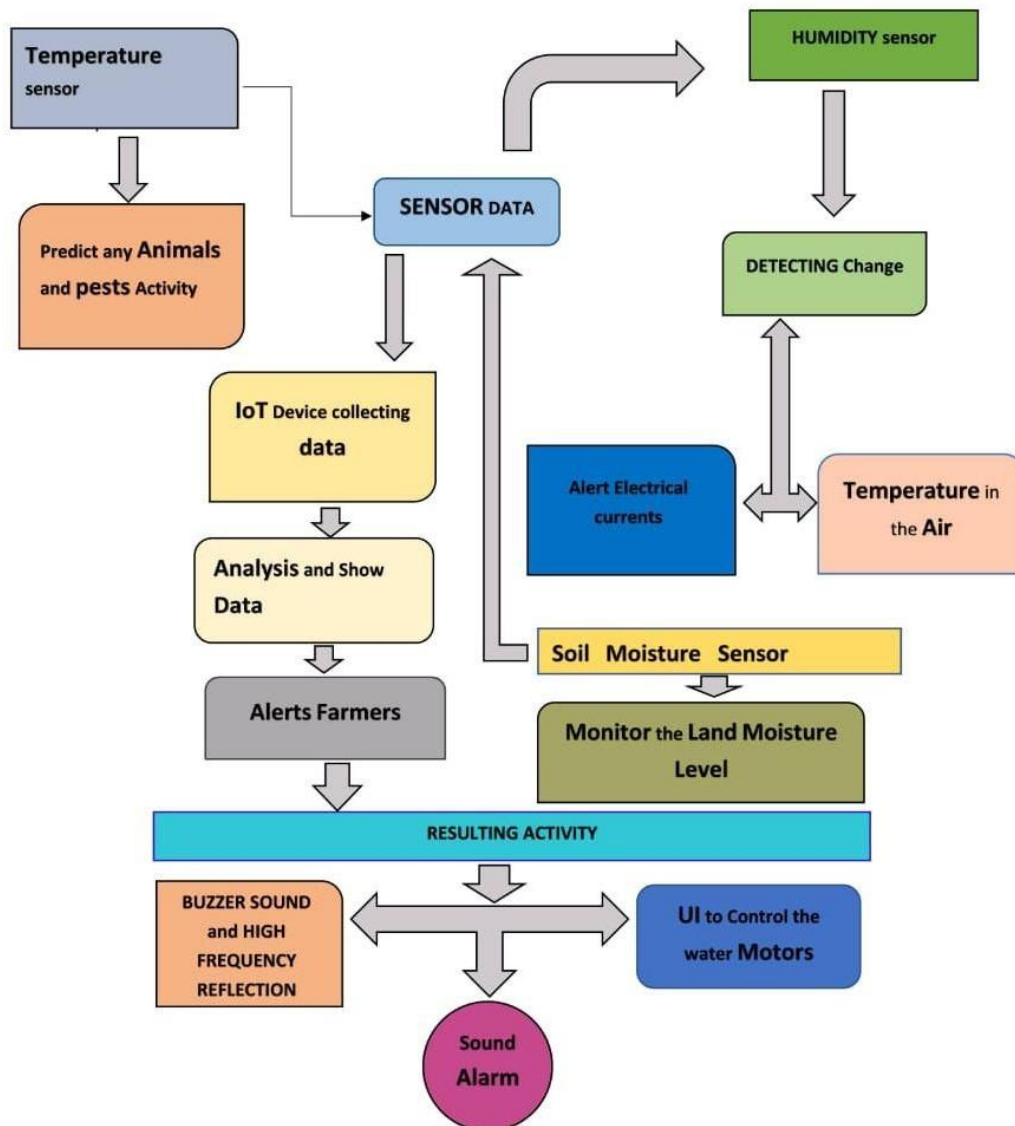 Temperature
sensor
HUMIDITY sensor
SENSOR DATA
Predict any Animals
and pests Activity
DETECTING Change
IoT Device collecting
data
Alert Electrical
currents
Temperature in
the Air
Analysis and Show
Data
Soil Moisture Sensor
Alerts Farmers
Monitor the Land Moisture
Level
RESULTING ACTIVITY
BUZZER SOUND
and HIGH
FREQUENCY
REFLECTION
UI to Control the
water Motors
Sound
Alarm